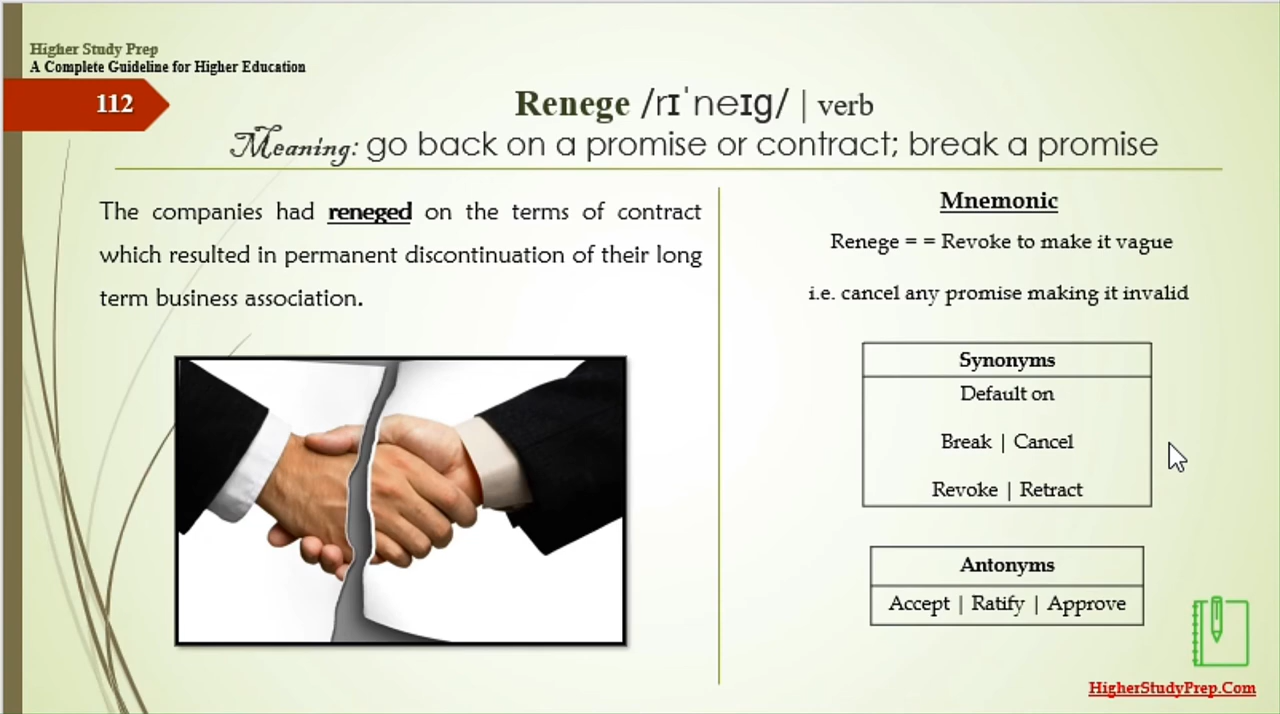 Higher Study Prep
A Complete Guideline for Higher Education
112
Renege /rɪˈneɪg/ | verb
Meaning: go back on a promise or contract; break a promise
The companies had reneged on the terms of contract
which resulted in permanent discontinuation of their long
term business association.
Mnemonic
Renege = = Revoke to make it vague
i.e. cancel any promise making it invalid
Synonyms
Default on
Break | Cancel
Revoke | Retract
Antonyms
Accept | Ratify | Approve
HigherStudyPrep.Com